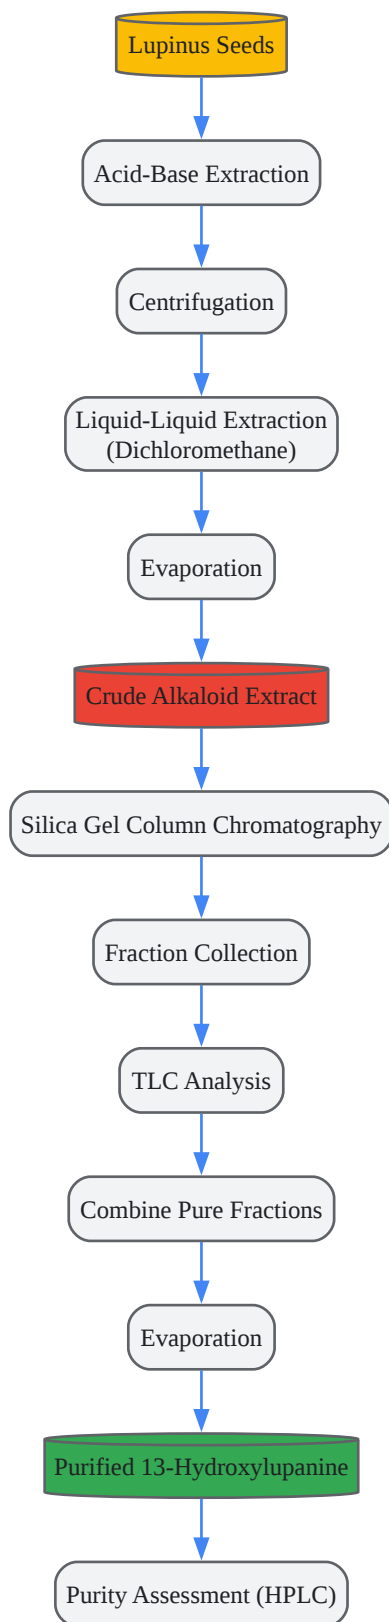 Lupinus Seeds
Acid-Base Extraction
Centrifugation
Liquid-Liquid Extraction
(Dichloromethane)
Evaporation
Crude Alkaloid Extract
Silica Gel Column Chromatography
Fraction Collection
TLC Analysis
Combine Pure Fractions
Evaporation
Purified 13-Hydroxylupanine
Purity Assessment (HPLC)